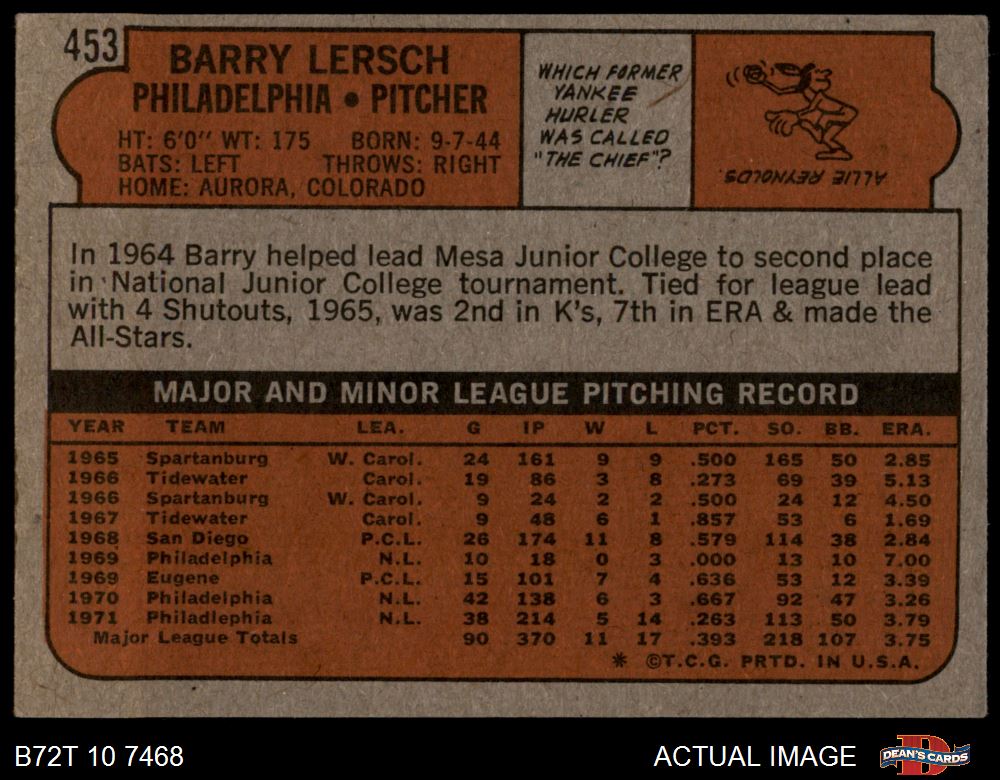 453
BARRY LERSCH
PHILADELPHIA • PITCHER
HT: 6'0" WT: 175 BORN: 9-7-44
BATS: LEFT THROWS: RIGHT
HOME: AURORA, COLORADO
WHICH FORMER
YANKEE
HURLER
WAS CALLED
"THE CHIEF"?
ALLIE REYNOLDS.
In 1964 Barry helped lead Mesa Junior College to second place
in National Junior College tournament. Tied for league lead
with 4 Shutouts, 1965, was 2nd in K's, 7th in ERA & made the
All-Stars.
MAJOR AND MINOR LEAGUE PITCHING RECORD
YEAR TEAM LEA. G IP W L PCT. SO. BB. ERA.
1965 Spartanburg W. Carol. 24 161 9 9 .500 165 50 2.85
1966 Tidewater Carol. 19 86 3 8 .273 69 39 5.13
1966 Spartanburg W. Carol. 9 24 2 2 .500 24 12 4.50
1967 Tidewater Carol. 9 48 6 1 .857 53 6 1.69
1968 San Diego P.C.L. 26 174 11 8 .579 114 38 2.84
1969 Philadelphia N.L. 10 18 0 3 .000 13 10 7.00
1969 Eugene P.C.L. 15 101 7 4 .636 53 12 3.39
1970 Philadelphia N.L. 42 138 6 3 .667 92 47 3.26
1971 Philadlephia N.L. 38 214 5 14 .263 113 50 3.79
Major League Totals 90 370 11 17 .393 218 107 3.75
* ©T.C.G. PRTD. IN U.S.A.
B72T 10 7468
ACTUAL IMAGE
D
DEAN'S CARDS